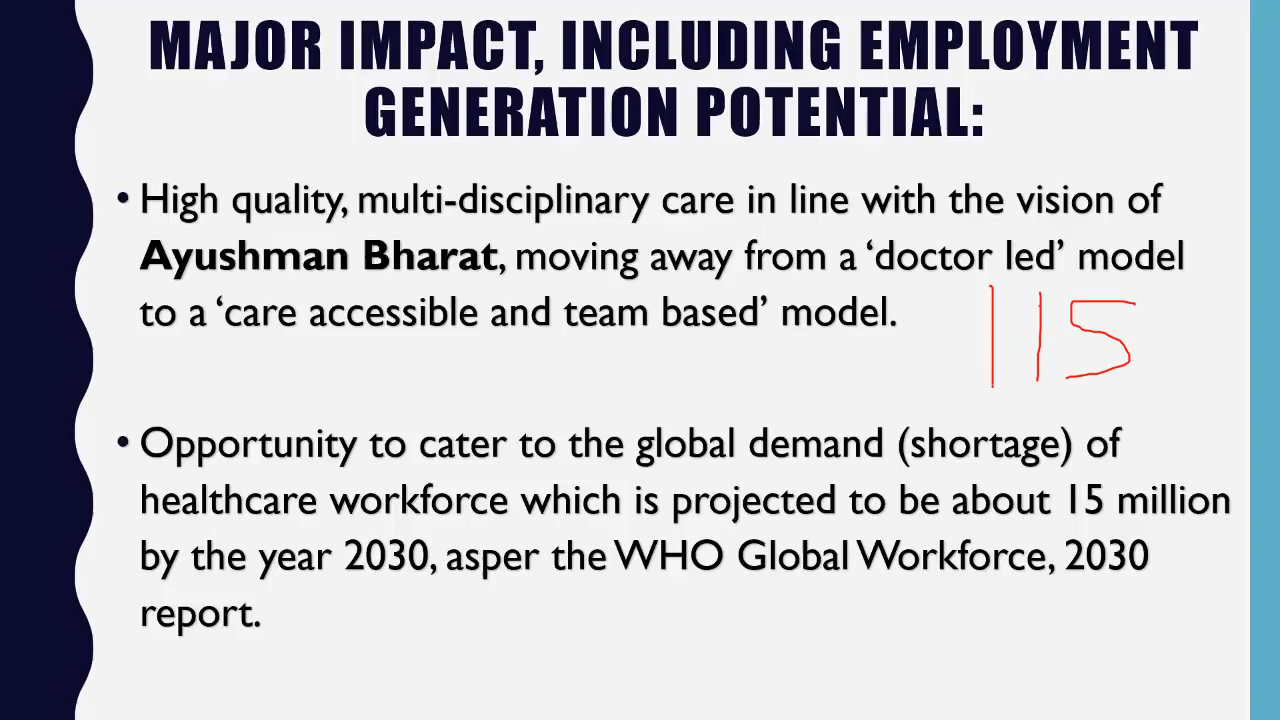 MAJOR IMPACT, INCLUDING EMPLOYMENT
GENERATION POTENTIAL:
• High quality, multi-disciplinary care in line with the vision of
Ayushman Bharat, moving away from a ‘doctor led’ model
to a ‘care accessible and team based’ model.
115
• Opportunity to cater to the global demand (shortage) of
healthcare workforce which is projected to be about 15 million
by the year 2030, asper the WHO Global Workforce, 2030
report.